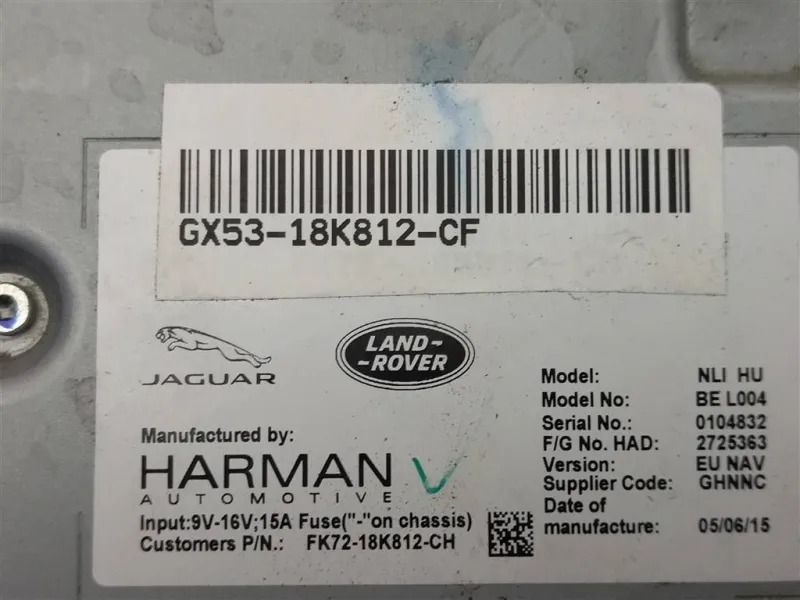 GX53-18K812-CF
JAGUAR
LAND-
-ROVER
Manufactured by:
HARMAN
AUTOMOTIVE
Input:9V-16V;15A Fuse("-"on chassis)
Customers P/N.: FK72-18K812-CH
Model: NLI HU
Model No: BE L004
Serial No.: 0104832
F/G No. HAD: 2725363
Version: EU NAV
Supplier Code: GHNNC
Date of
manufacture: 05/06/15